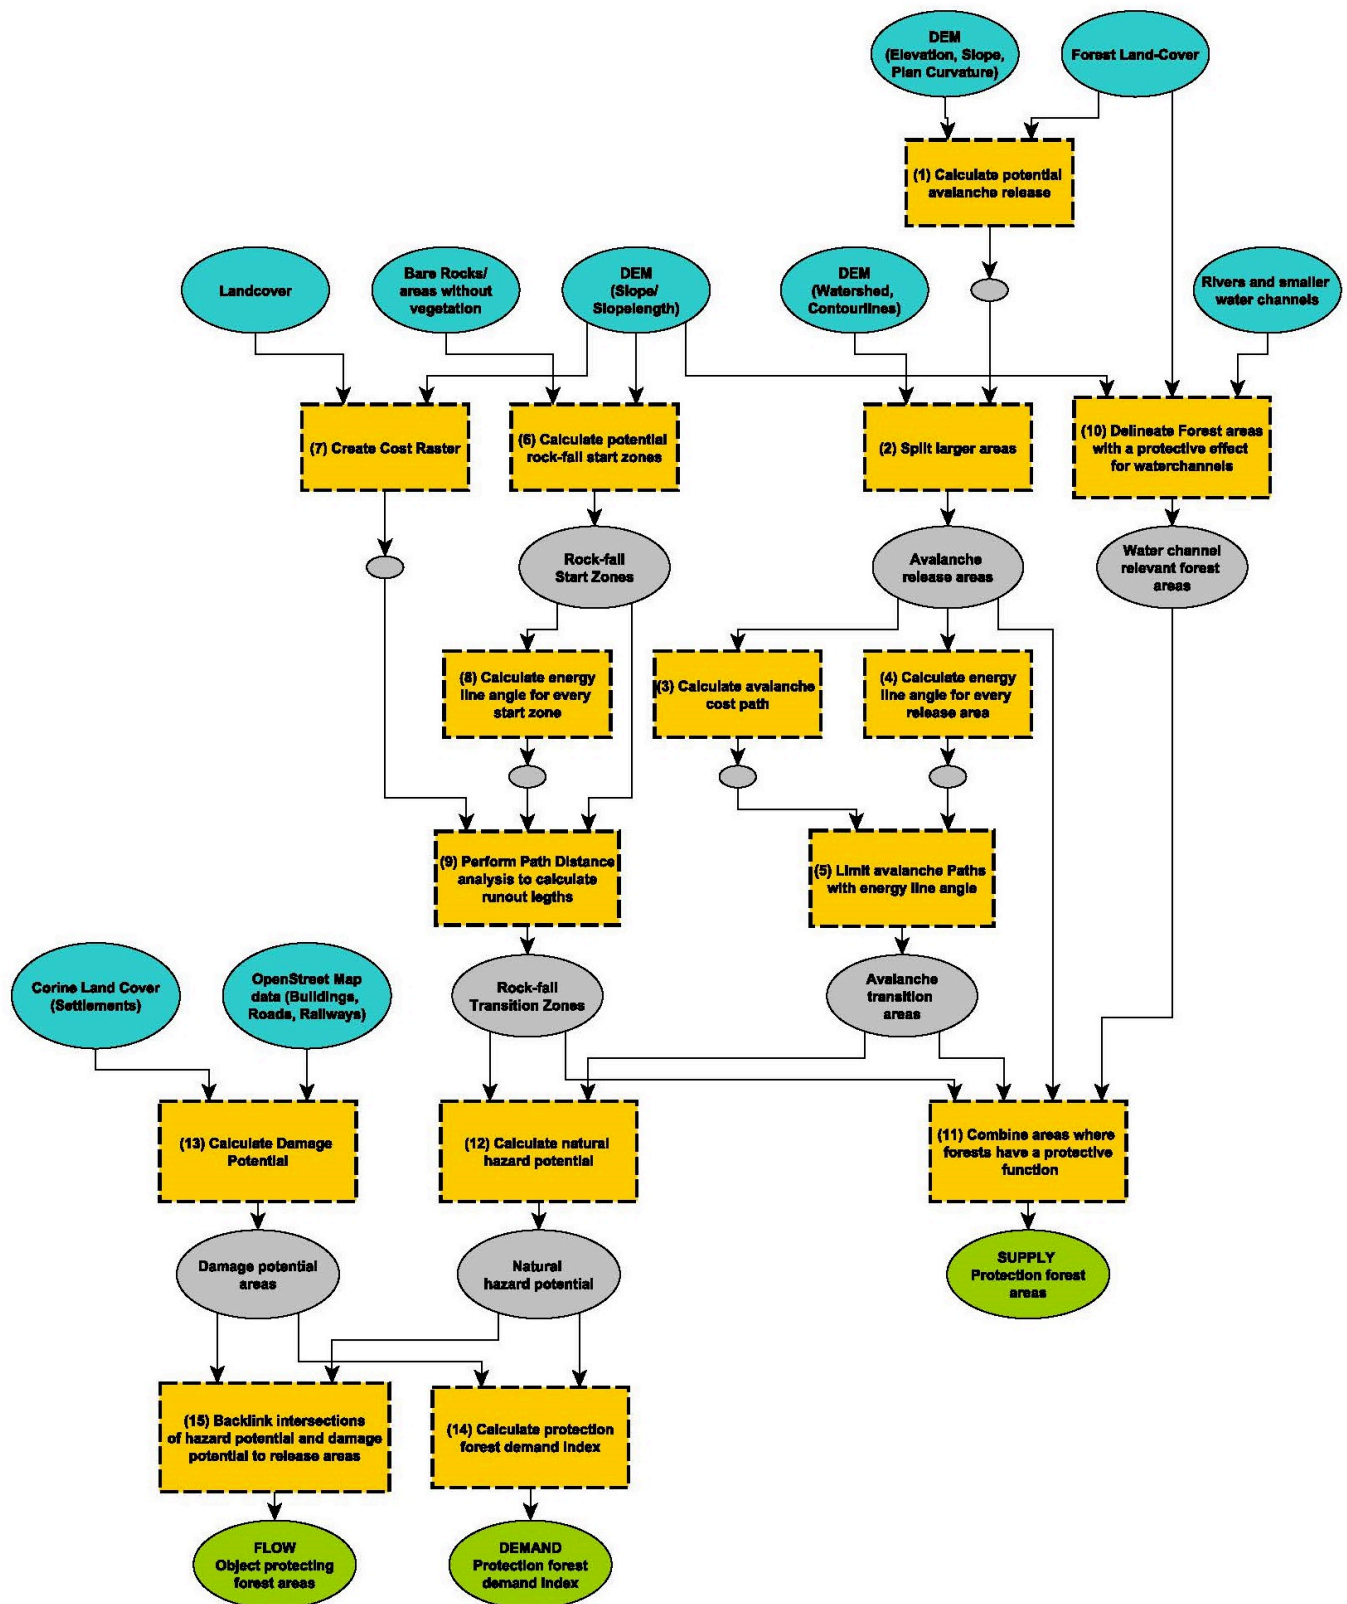 DEM
(Elevation, Slope,
Plan Curvature)
Forest Land-Cover
(1) Calculate potential
avalanche release
Landcover
Bare Rocks/
areas without
vegetation
DEM
(Slope/
Slopelength)
DEM
(Watershed,
Contourlines)
Rivers and smaller
water channels
(7) Create Cost Raster
(6) Calculate potential
rock-fall start zones
(2) Split larger areas
(10) Delineate Forest areas
with a protective effect
for waterchannels
Rock-fall
Start Zones
Avalanche
release areas
Water channel
relevant forest
areas
(8) Calculate energy
line angle for every
start zone
(3) Calculate avalanche
cost path
(4) Calculate energy
line angle for every
release area
(9) Perform Path Distance
analysis to calculate
runout legths
(5) Limit avalanche Paths
with energy line angle
Corine Land Cover
(Settlements)
OpenStreet Map
data (Buildings,
Roads, Railways)
Rock-fall
Transition Zones
Avalanche
transition
areas
(13) Calculate Damage
Potential
(12) Calculate natural
hazard potential
(11) Combine areas where
forests have a protective
function
Damage potential
areas
Natural
hazard potential
SUPPLY
Protection forest
areas
(15) Backlink intersections
of hazard potential and damage
potential to release areas
(14) Calculate protection
forest demand index
FLOW
Object protecting
forest areas
DEMAND
Protection forest
demand Index